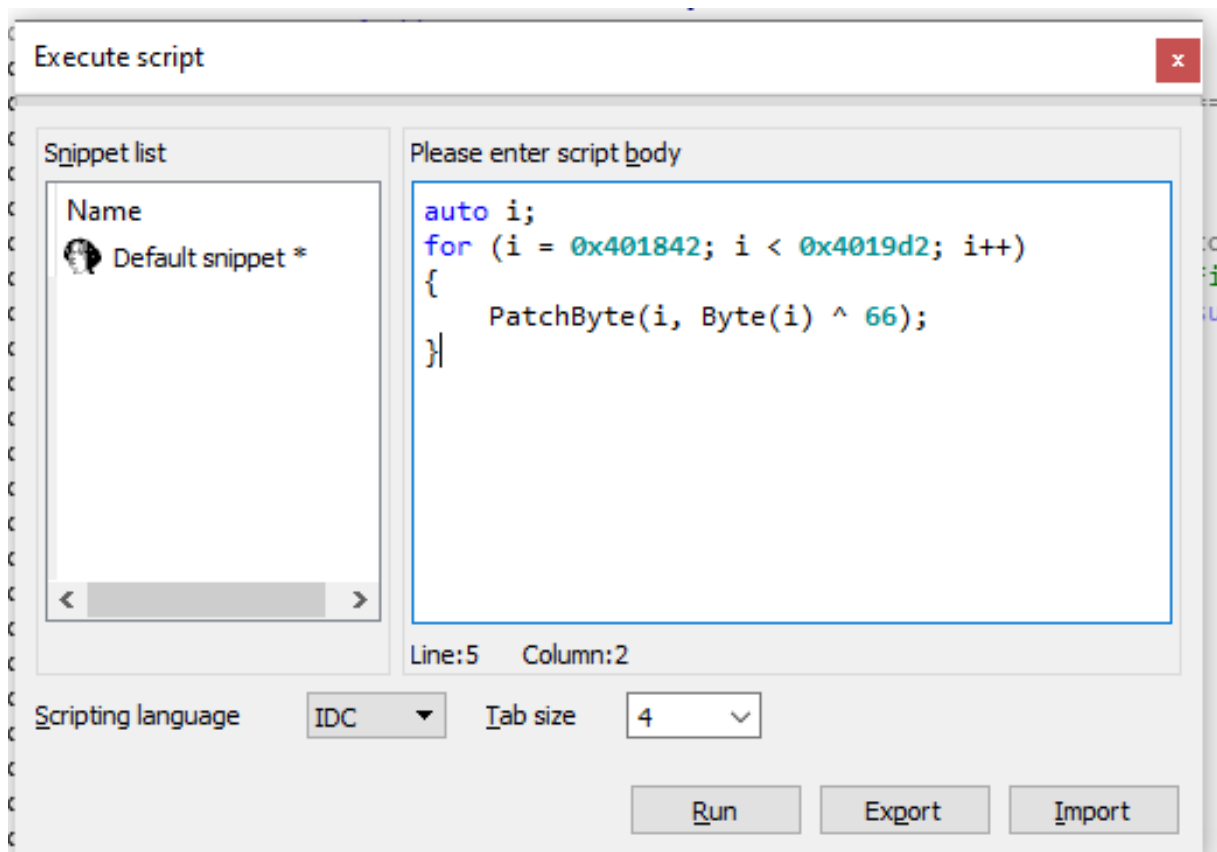 Execute script
x
Snippet list
Name
Default snippet *
Please enter script body
auto i;
for (i = 0x401842; i < 0x4019d2; i++)
{
    PatchByte(i, Byte(i) ^ 66);
}
Line:5 Column:2
Scripting language IDC Tab size 4
Run Export Import